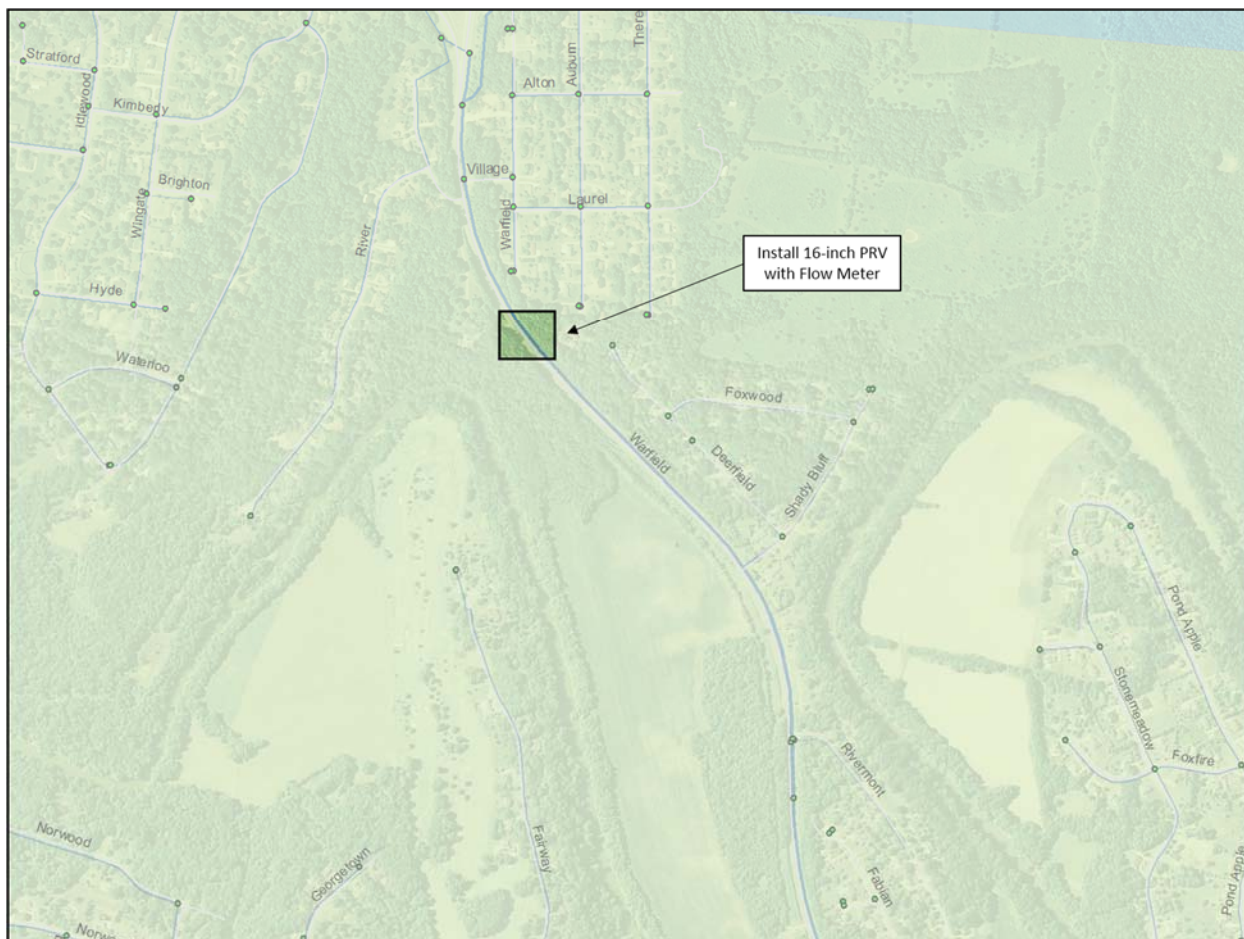 Stratford
Idlewood
Kimberly
Alton
Auburn
Village
Brighton
Wingate
Laurel
Warfield
River
Install 16-inch PRV
with Flow Meter
Hyde
Waterloo
Foxwood
Warfield
Deerfield
Shady Bluff
Pond Apple
Stonemeadow
Foxfire
Rivermont
Norwood
Georgetown
Fairway
Fabian
Pond Apple